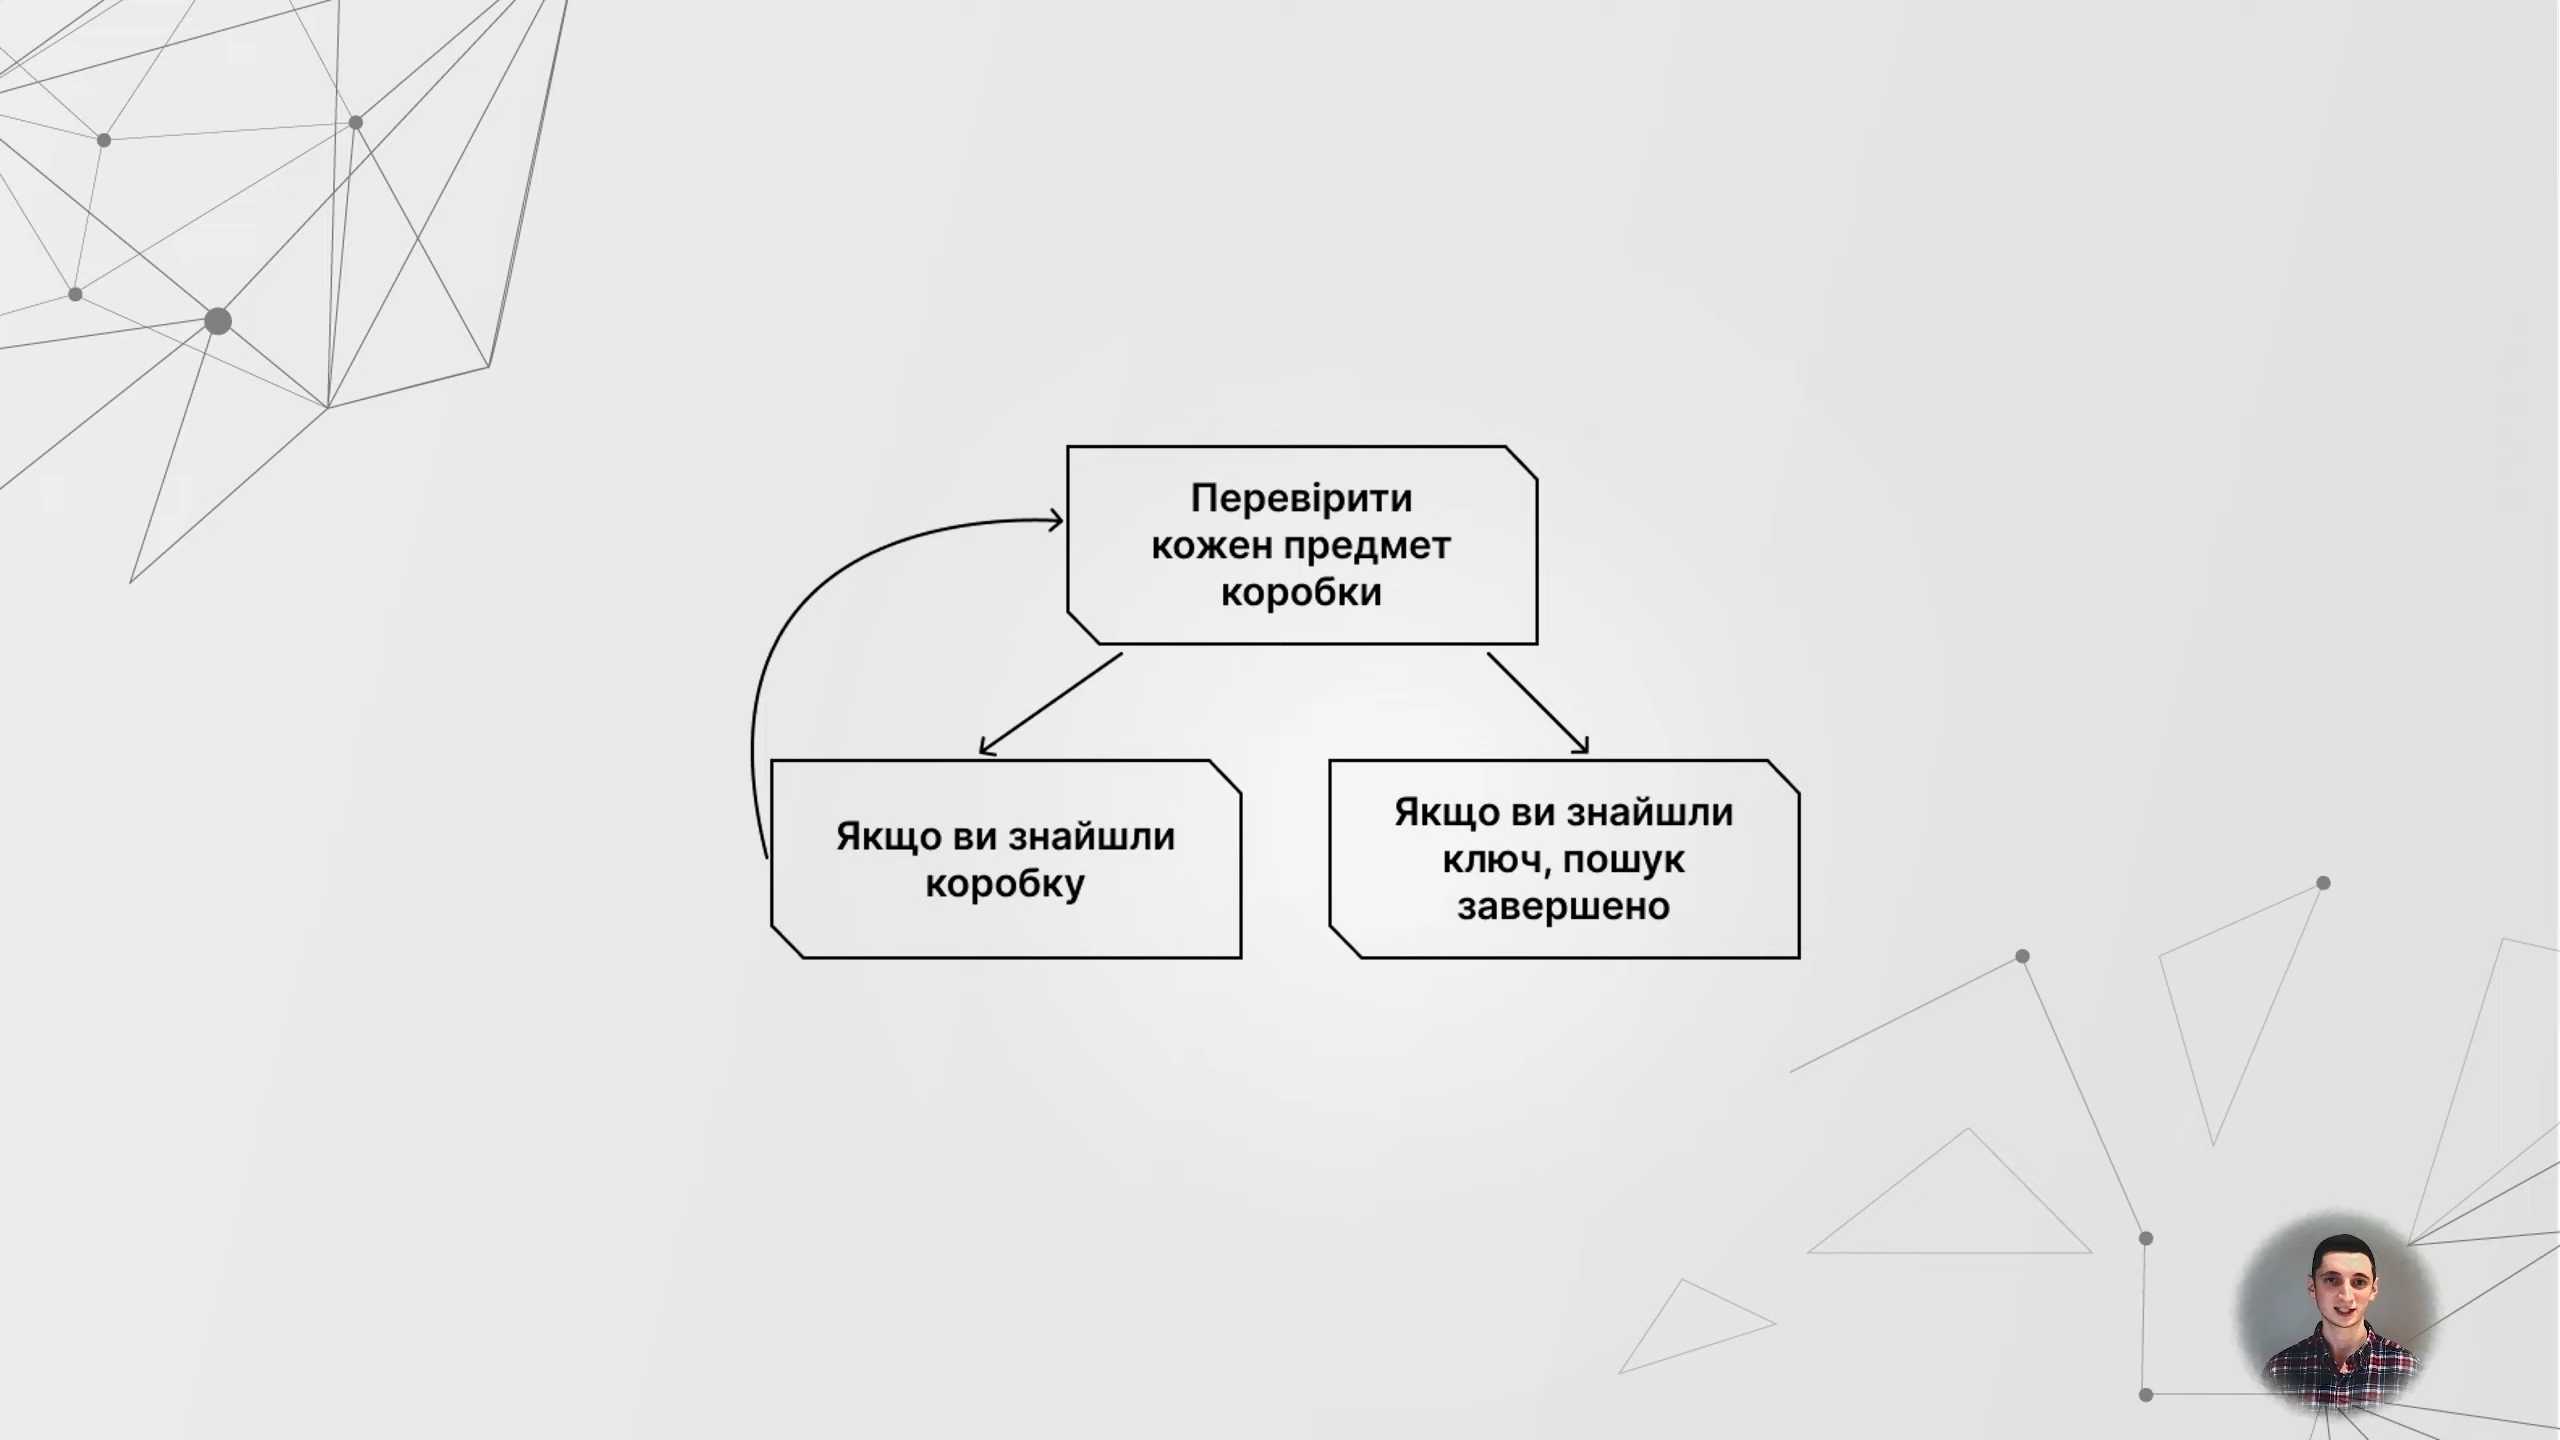 Перевірити
кожен предмет
коробки
Якщо ви знайшли
коробку
Якщо ви знайшли
ключ, пошук
завершено